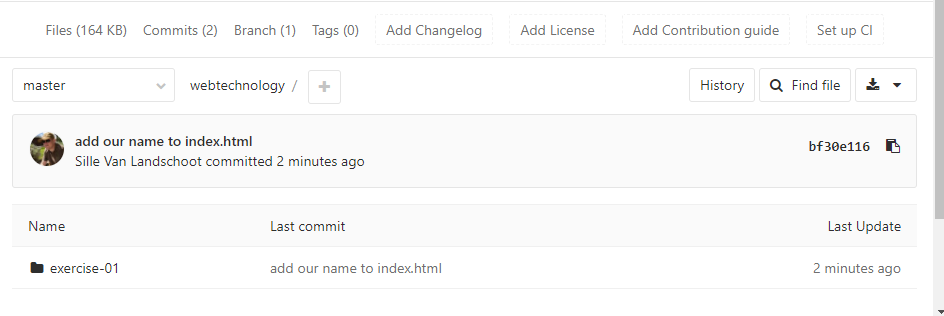 Files (164 KB) Commits (2) Branch (1) Tags (0) Add Changelog Add License Add Contribution guide Set up CI
master webtechnology / + History Find file
add our name to index.html
Sille Van Landschoot committed 2 minutes ago bf30e116
Name Last commit Last Update
exercise-01 add our name to index.html 2 minutes ago